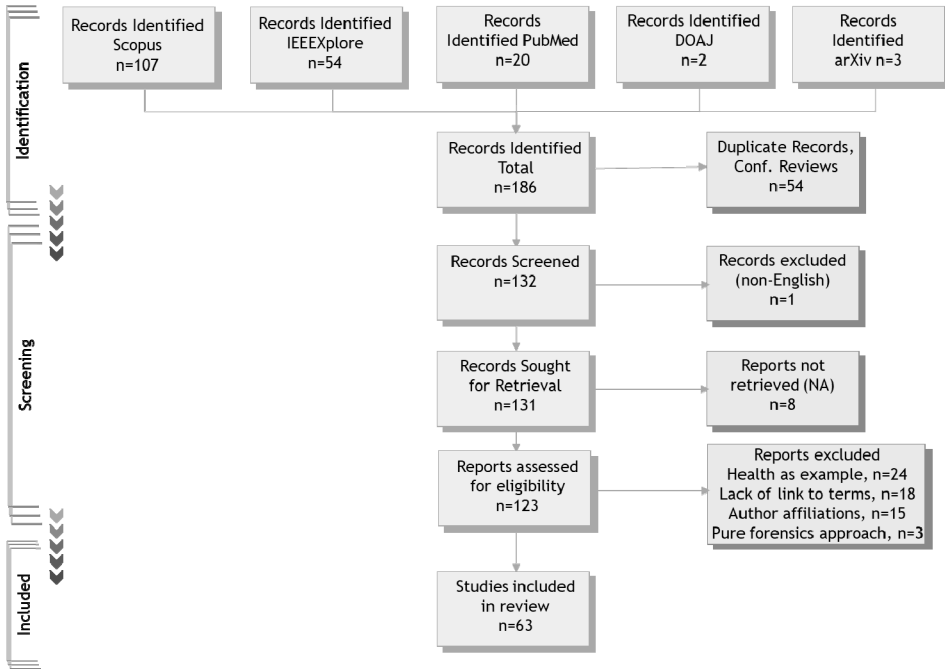 Records Identified
Scopus
n=107
Records Identified
IEEEXplore
n=54
Records
Identified PubMed
n=20
Records Identified
DOAJ
n=2
Records
Identified
arXiv n=3
Identification
Records Identified
Total
n=186
Duplicate Records,
Conf. Reviews
n=54
Screening
Records Screened
n=132
Records excluded
(non-English)
n=1
Records Sought
for Retrieval
n=131
Reports not
retrieved (NA)
n=8
Reports assessed
for eligibility
n=123
Reports excluded
Health as example, n=24
Lack of link to terms, n=18
Author affiliations, n=15
Pure forensics approach, n=3
Included
Studies included
in review
n=63